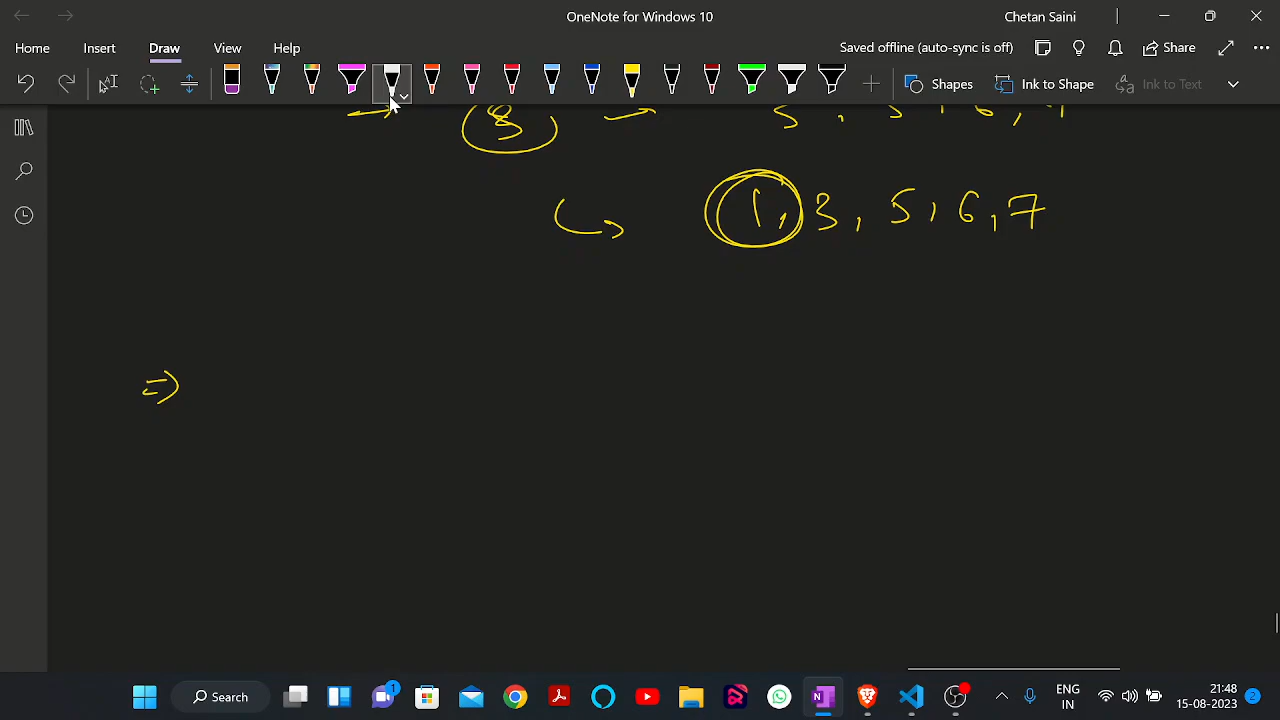 OneNote for Windows 10
Chetan Saini
Home Insert Draw View Help
Saved offline (auto-sync is off)
Share
Shapes
Ink to Shape
Ink to Text
1, 3, 5, 6, 7
⇒
Search
1
ENG
IN
21:48
15-08-2023
2